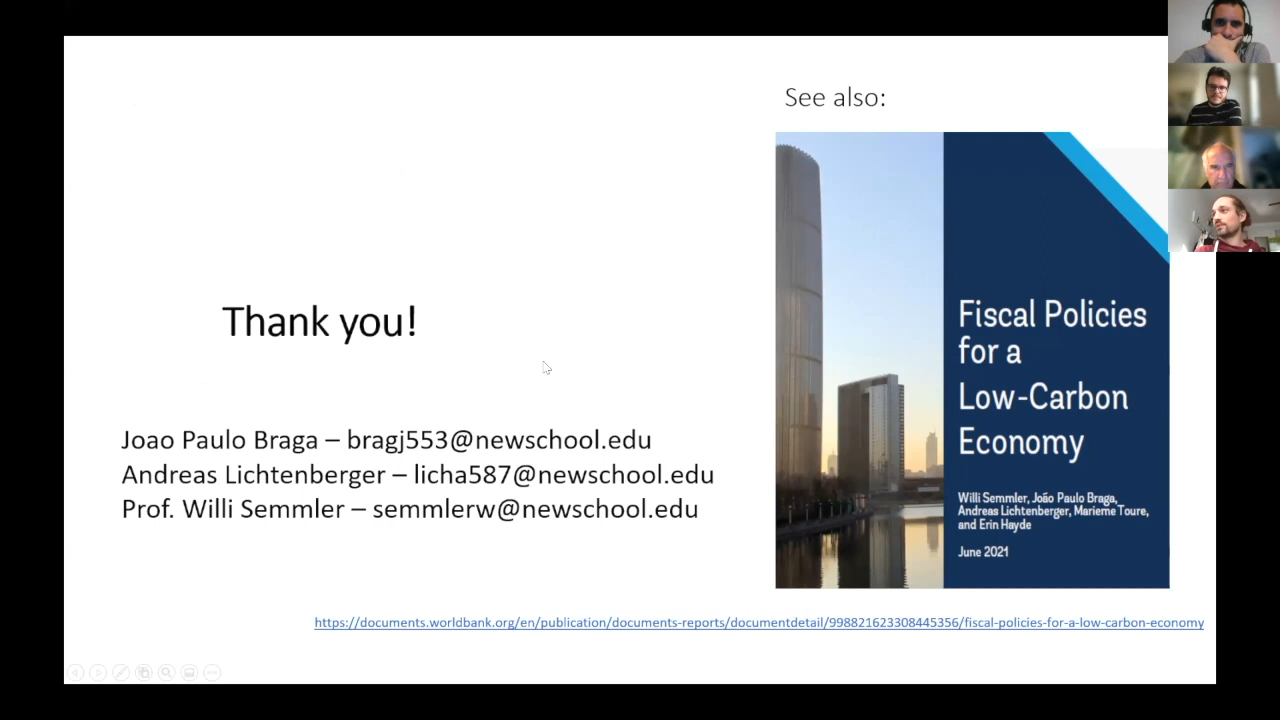 See also:
Thank you!
Joao Paulo Braga – bragj553@newschool.edu
Andreas Lichtenberger – licha587@newschool.edu
Prof. Willi Semmler – semmlerw@newschool.edu
Fiscal Policies
for a
Low-Carbon
Economy
Willi Semmler, João Paulo Braga,
Andreas Lichtenberger, Marieme Toure,
and Erin Hayde
June 2021
https://documents.worldbank.org/en/publication/documents-reports/documentdetail/998821623308445356/fiscal-policies-for-a-low-carbon-economy